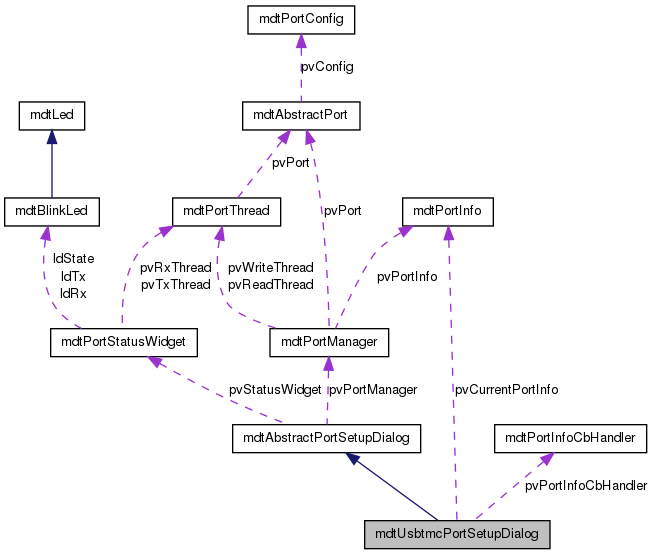 mdtPortConfig
pvConfig
mdtLed
mdtAbstractPort
pvPort
mdtBlinkLed
mdtPortThread
pvPort
mdtPortInfo
ldState
ldTx
ldRx
pvRxThread
pvTxThread
pvWriteThread
pvReadThread
pvPortInfo
mdtPortStatusWidget
mdtPortManager
pvStatusWidget
pvPortManager
pvCurrentPortInfo
mdtAbstractPortSetupDialog
mdtPortInfoCbHandler
pvPortInfoCbHandler
mdtUsbtmcPortSetupDialog